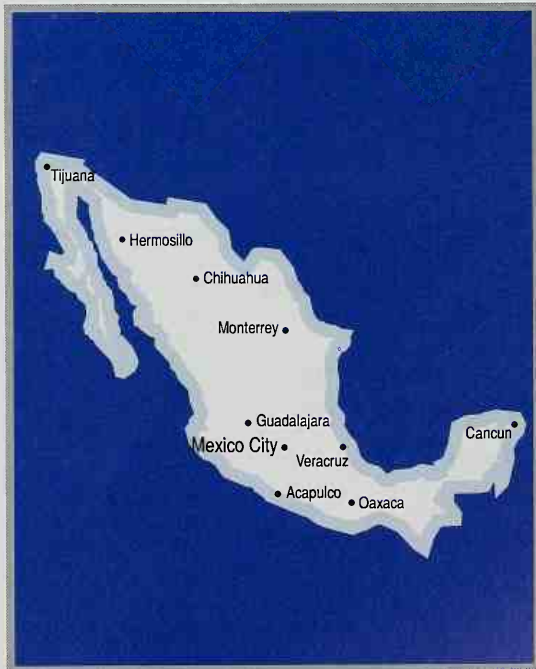 Tijuana
Hermosillo
Chihuahua
Monterrey
Guadalajara
Cancun
Mexico City
Veracruz
Acapulco
Oaxaca